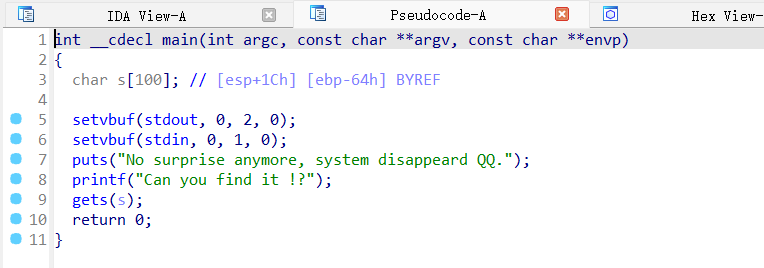 IDA View-A Pseudocode-A Hex View-
1 int __cdecl main(int argc, const char **argv, const char **envp)
2 {
3 char s[100]; // [esp+1Ch] [ebp-64h] BYREF
4
5 setvbuf(stdout, 0, 2, 0);
6 setvbuf(stdin, 0, 1, 0);
7 puts("No surprise anymore, system disappeard QQ.");
8 printf("Can you find it !?");
9 gets(s);
10 return 0;
11 }